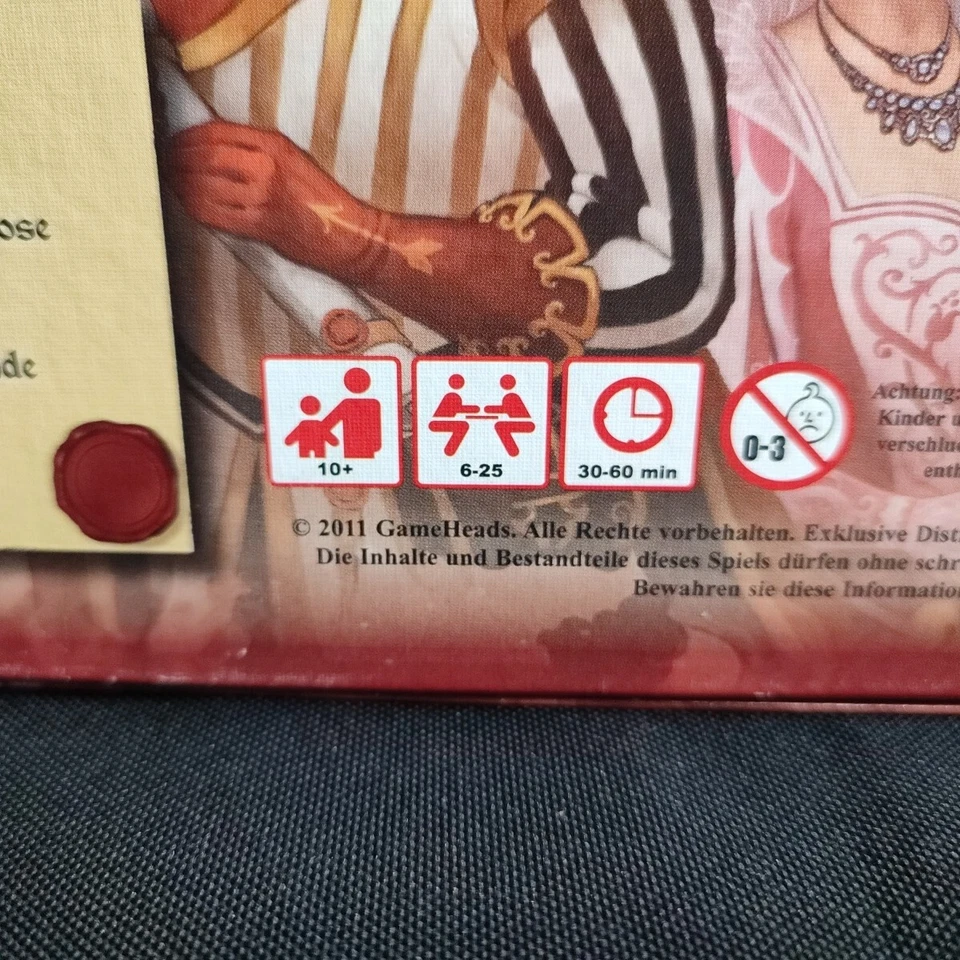 ose
de
10+
6-25
30-60 min
0-3
Achtung:
Kinder
© 2011 GameHeads. Alle Rechte vorbehalten. Exklusive
Die Inhalte und Bestandteile dieses Spiels dürfen ohne
Bewahren sie diese